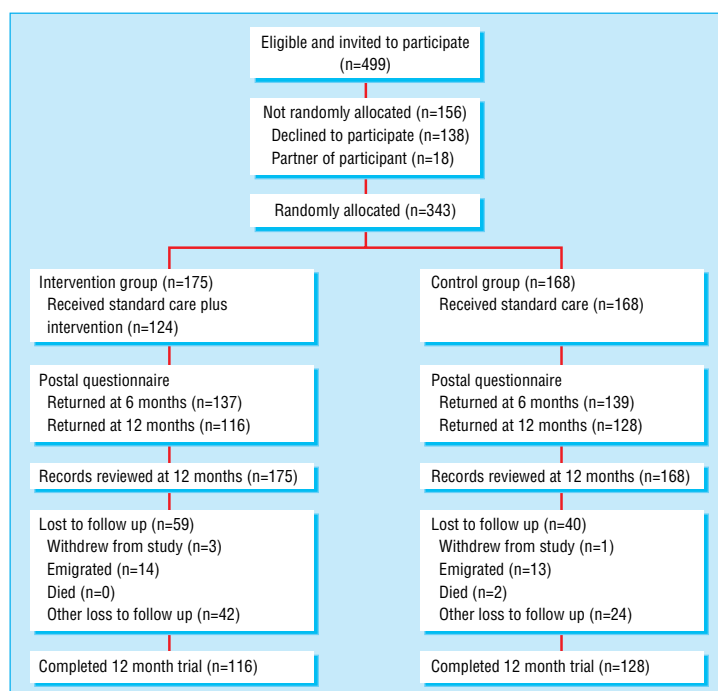 Eligible and invited to participate
(n=499)
Not randomly allocated (n=156)
Declined to participate (n=138)
Partner of participant (n=18)
Randomly allocated (n=343)
Intervention group (n=175)
Received standard care plus
intervention (n=124)
Control group (n=168)
Received standard care (n=168)
Postal questionnaire
Returned at 6 months (n=137)
Returned at 12 months (n=116)
Postal questionnaire
Returned at 6 months (n=139)
Returned at 12 months (n=128)
Records reviewed at 12 months (n=175)
Records reviewed at 12 months (n=168)
Lost to follow up (n=59)
Withdrew from study (n=3)
Emigrated (n=14)
Died (n=0)
Other loss to follow up (n=42)
Lost to follow up (n=40)
Withdrew from study (n=1)
Emigrated (n=13)
Died (n=2)
Other loss to follow up (n=24)
Completed 12 month trial (n=116)
Completed 12 month trial (n=128)